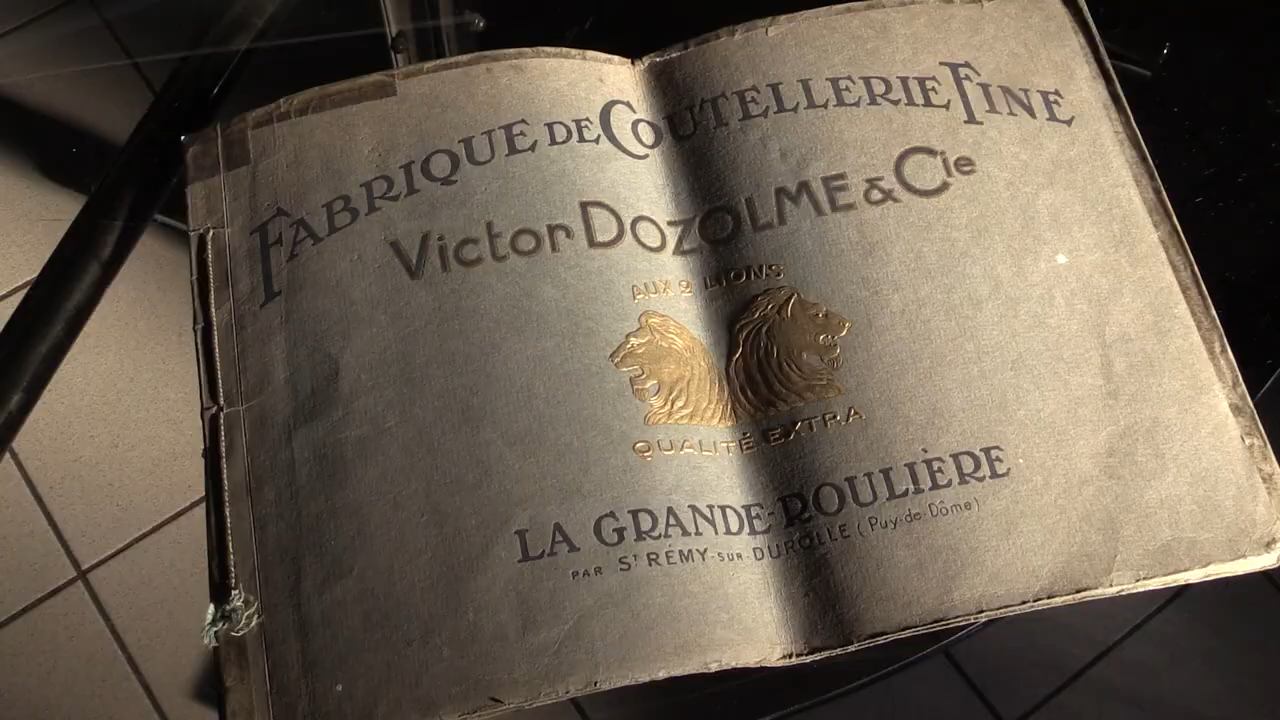 FABRIQUE DE COUTELLERIE FINE
Victor DOZOLME & Cie
AUX 2 LIONS
QUALITÉ EXTRA
LA GRANDE-ROULIÈRE
PAR ST RÉMY-SUR-DUROLLE (Puy-de-Dôme)